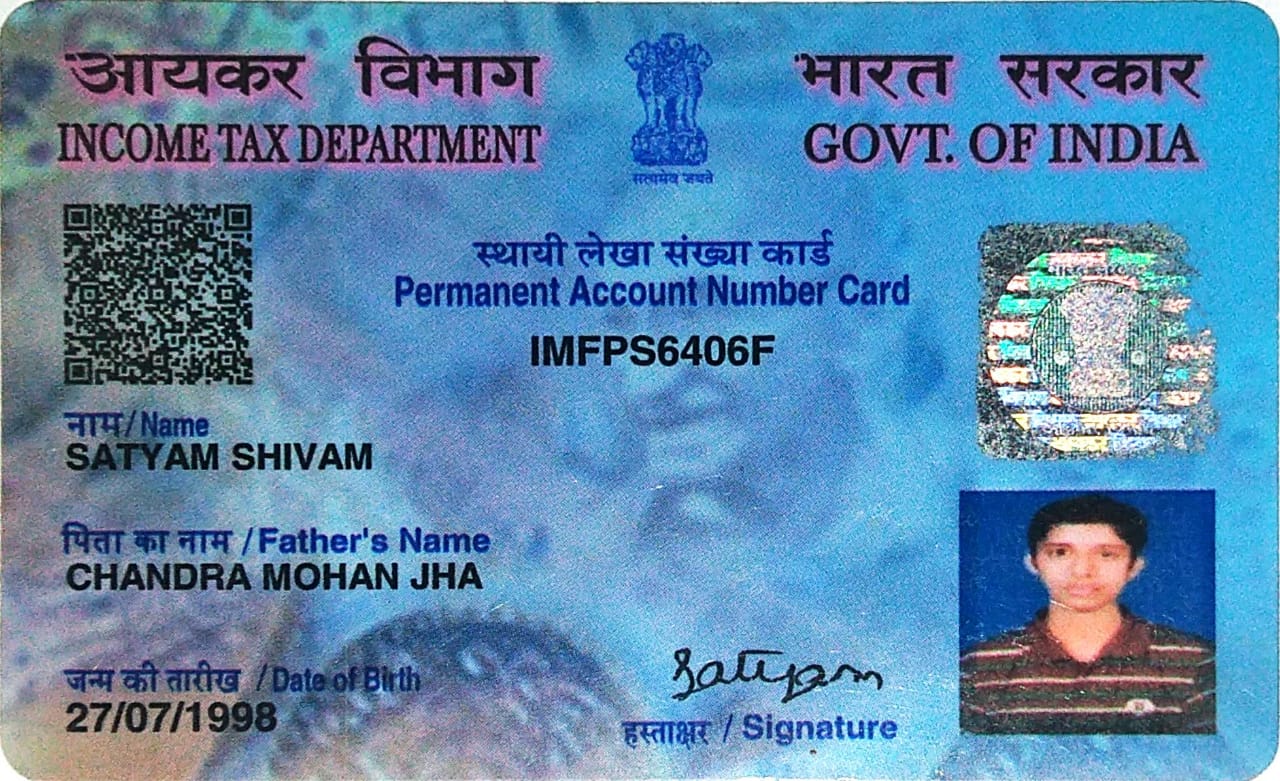 आयकर विभाग
INCOME TAX DEPARTMENT
सत्यमेव जयते
भारत सरकार
GOVT. OF INDIA
स्थायी लेखा संख्या कार्ड
Permanent Account Number Card
IMFPS6406F
नाम / Name
SATYAM SHIVAM
पिता का नाम / Father's Name
CHANDRA MOHAN JHA
जन्म की तारीख / Date of Birth
27/07/1998
Satyam
हस्ताक्षर / Signature